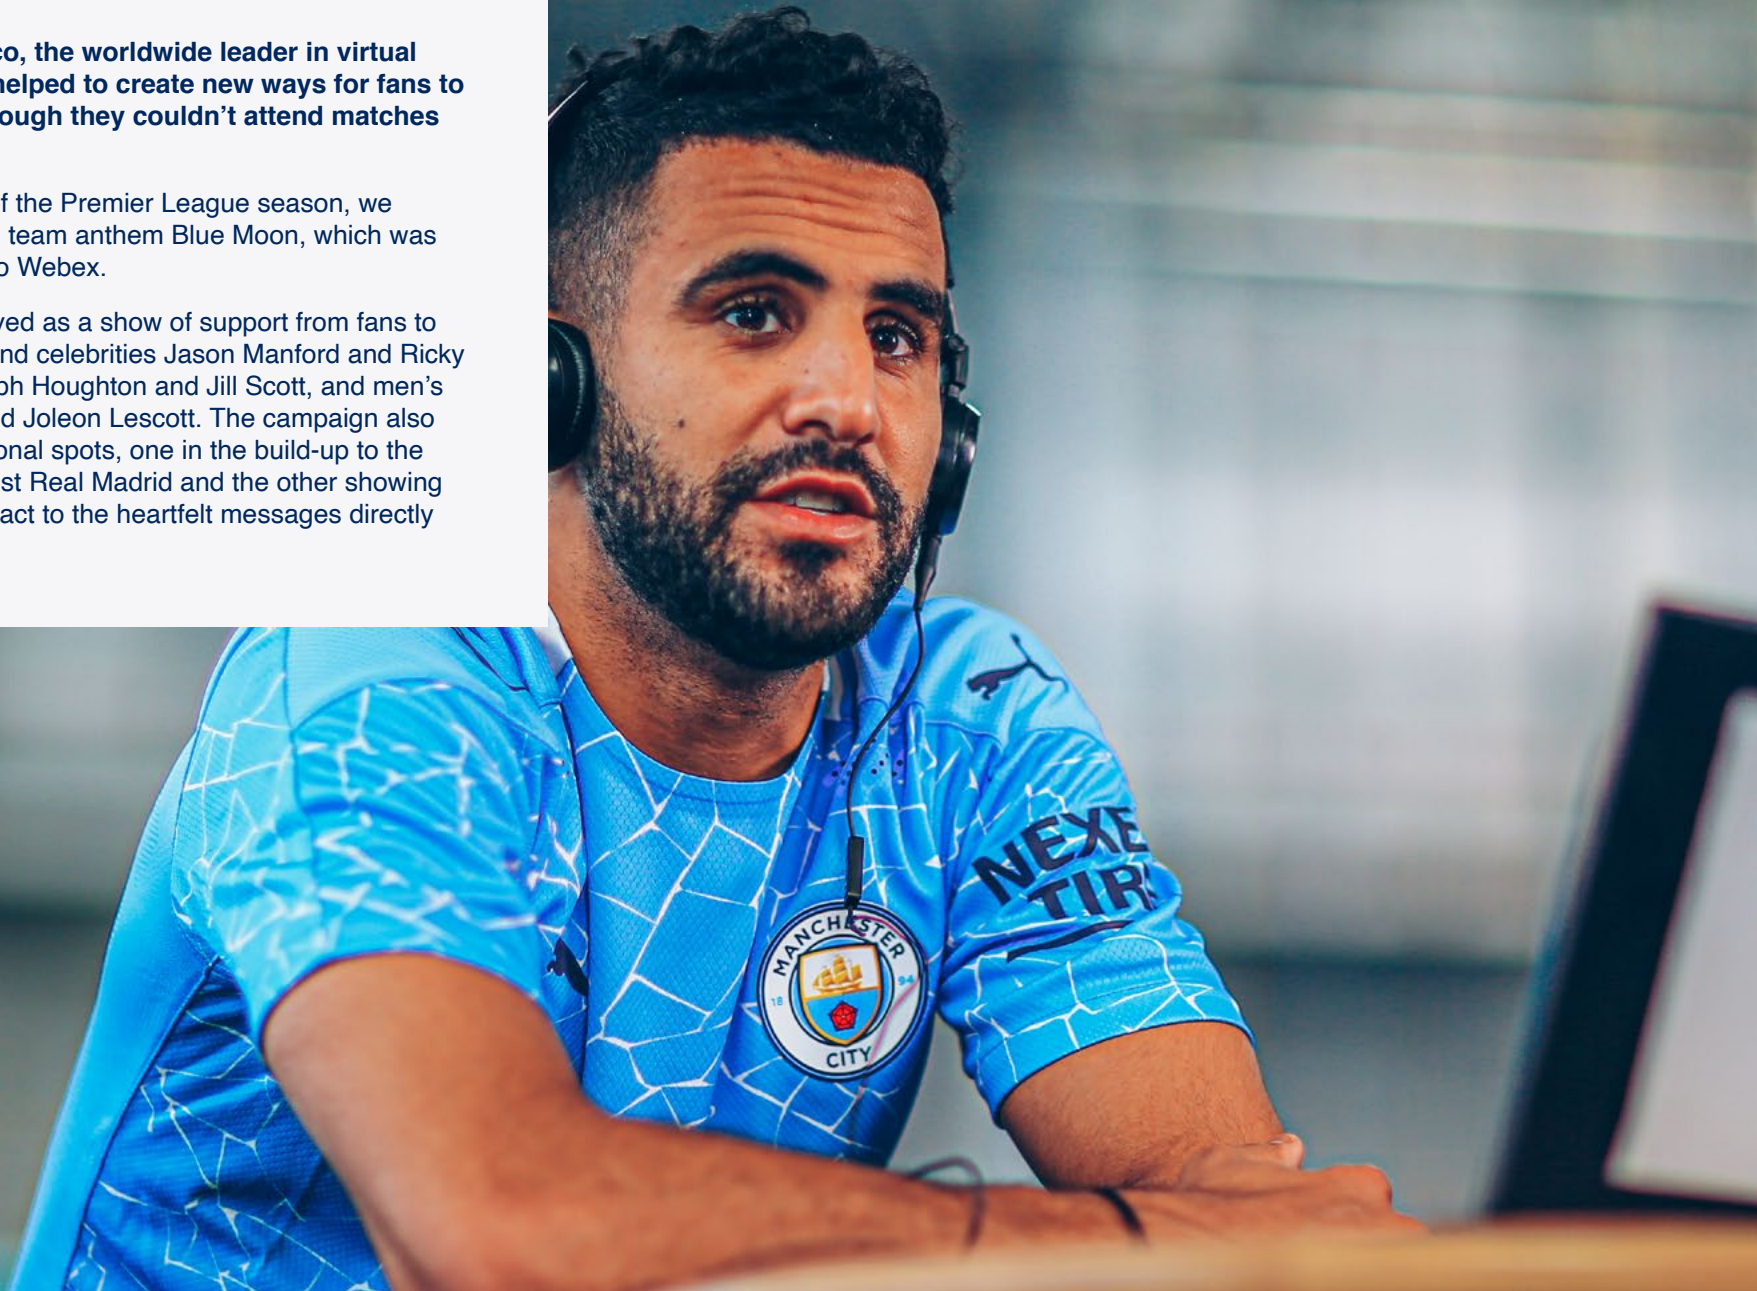 co, the worldwide leader in virtual
helped to create new ways for fans to
ough they couldn’t attend matches
f the Premier League season, we
team anthem Blue Moon, which was
o Webex.
yed as a show of support from fans to
nd celebrities Jason Manford and Ricky
ph Houghton and Jill Scott, and men’s
d Joleon Lescott. The campaign also
onal spots, one in the build-up to the
st Real Madrid and the other showing
act to the heartfelt messages directly
NEXE
TIR
MANCHESTER
18 94
CITY